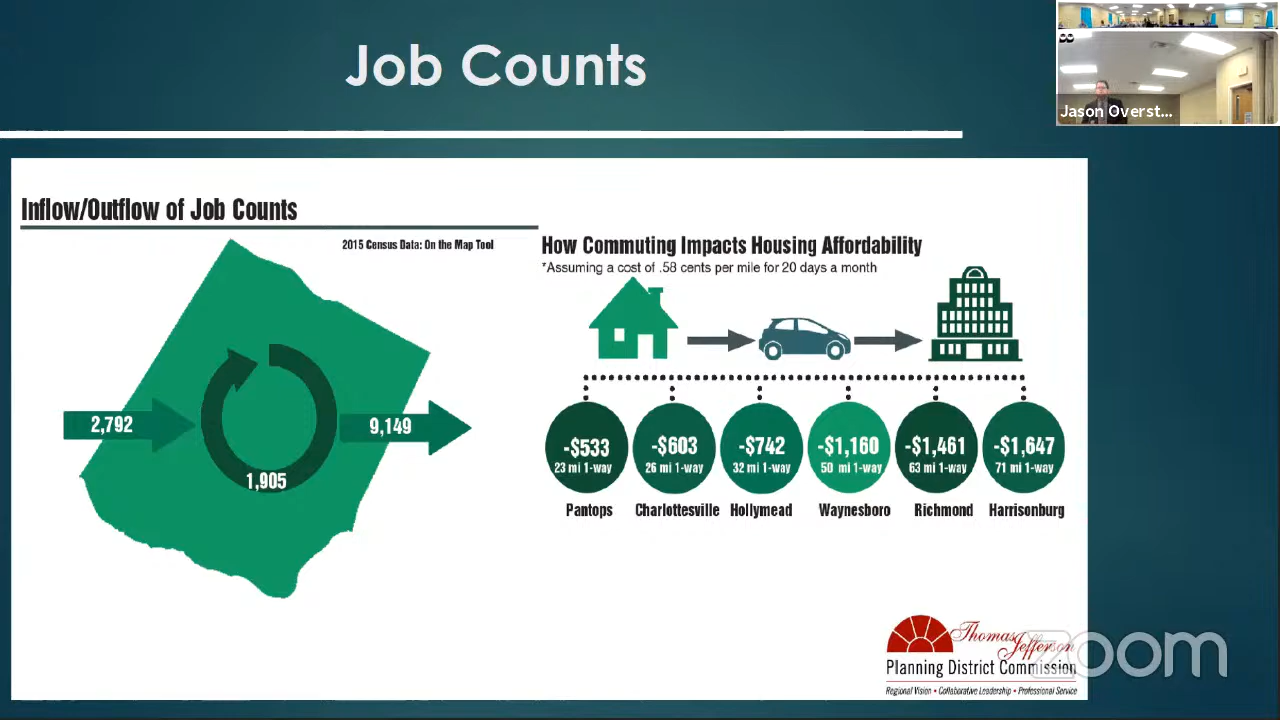 Job Counts
Jason Overst...
Inflow/Outflow of Job Counts
2015 Census Data: On the Map Tool
How Commuting Impacts Housing Affordability
*Assuming a cost of .58 cents per mile for 20 days a month
2,792
9,149
1,905
-$533
23 mi 1-way
Pantops
-$603
26 mi 1-way
Charlottesville
-$742
32 mi 1-way
Hollymead
-$1,160
50 mi 1-way
Waynesboro
-$1,461
63 mi 1-way
Richmond
-$1,647
71 mi 1-way
Harrisonburg
Thomas Jefferson
Planning District Commission
Regional Vision • Collaborative Leadership • Professional Service
zoom